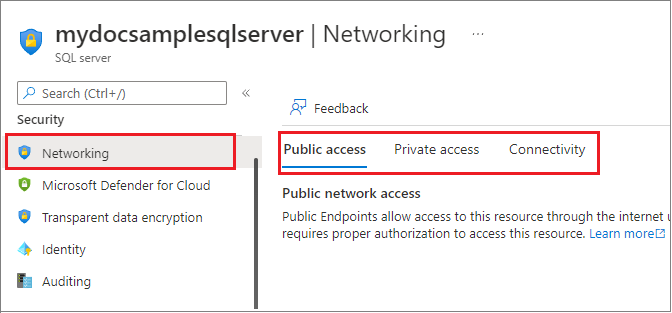 mydocsamplesqlserver | Networking ...
SQL server
Search (Ctrl+/) «
Security
Networking
Microsoft Defender for Cloud
Transparent data encryption
Identity
Auditing
Feedback
Public access Private access Connectivity
Public network access
Public Endpoints allow access to this resource through the internet u
requires proper authorization to access this resource. Learn more